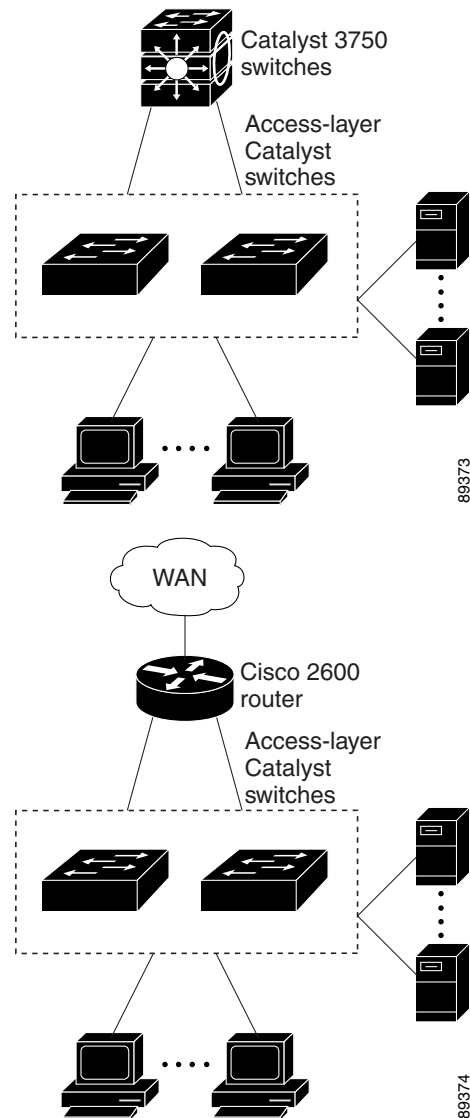 Catalyst 3750
switches
Access-layer
Catalyst
switches
89373
WAN
Cisco 2600
router
Access-layer
Catalyst
switches
89374